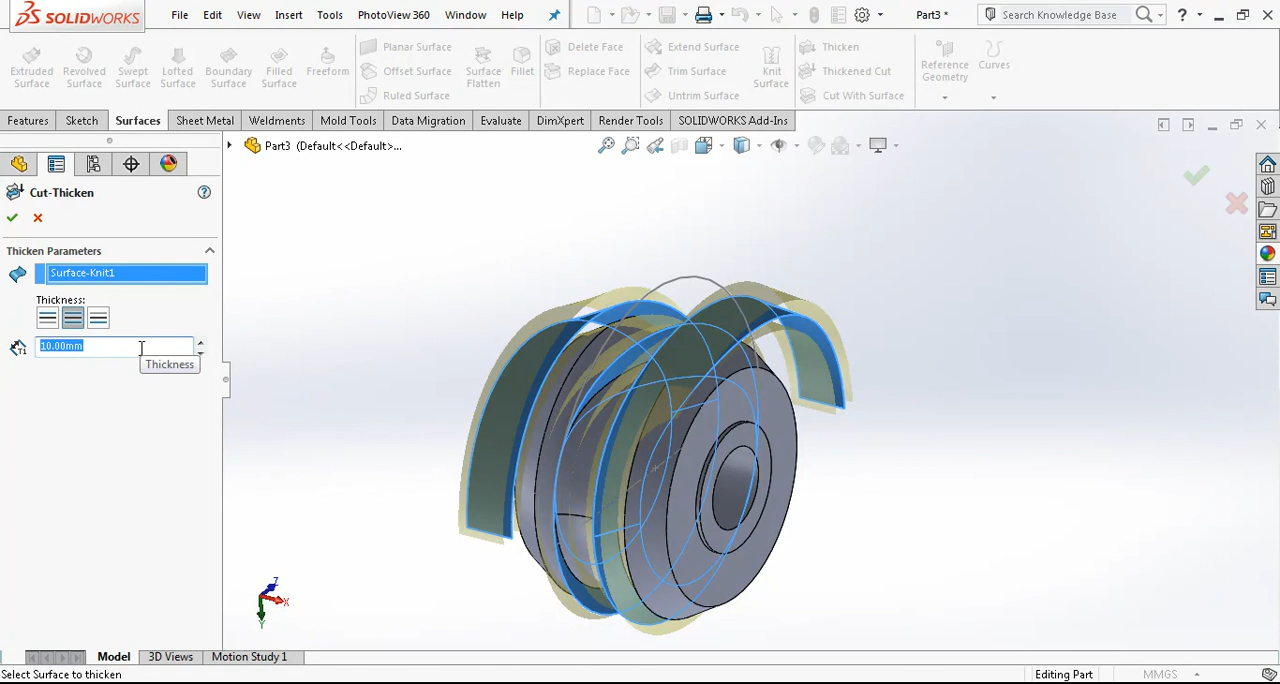 SOLIDWORKS File Edit View Insert Tools PhotoView 360 Window Help Part3 * Search Knowledge Base ?
Extruded Surface
Revolved Surface
Swept Surface
Lofted Surface
Boundary Surface
Filled Surface
Freeform
Planar Surface
Offset Surface
Ruled Surface
Surface Flatten
Fillet
Delete Face
Replace Face
Extend Surface
Trim Surface
Untrim Surface
Knit Surface
Thicken
Thickened Cut
Cut With Surface
Reference Geometry
Curves
Features Sketch Surfaces Sheet Metal Weldments Mold Tools Data Migration Evaluate DimXpert Render Tools SOLIDWORKS Add-Ins
Part3 (Default<<Default>...
Cut-Thicken ?
Thicken Parameters
Surface-Knit1
Thickness:
T1 10.00mm
Thickness
Z
X
Y
Model 3D Views Motion Study 1
Select Surface to thicken Editing Part MMGS